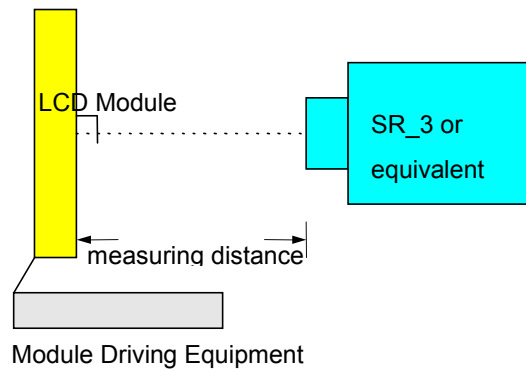 LCD Module
SR_3 or
equivalent
measuring distance
Module Driving Equipment